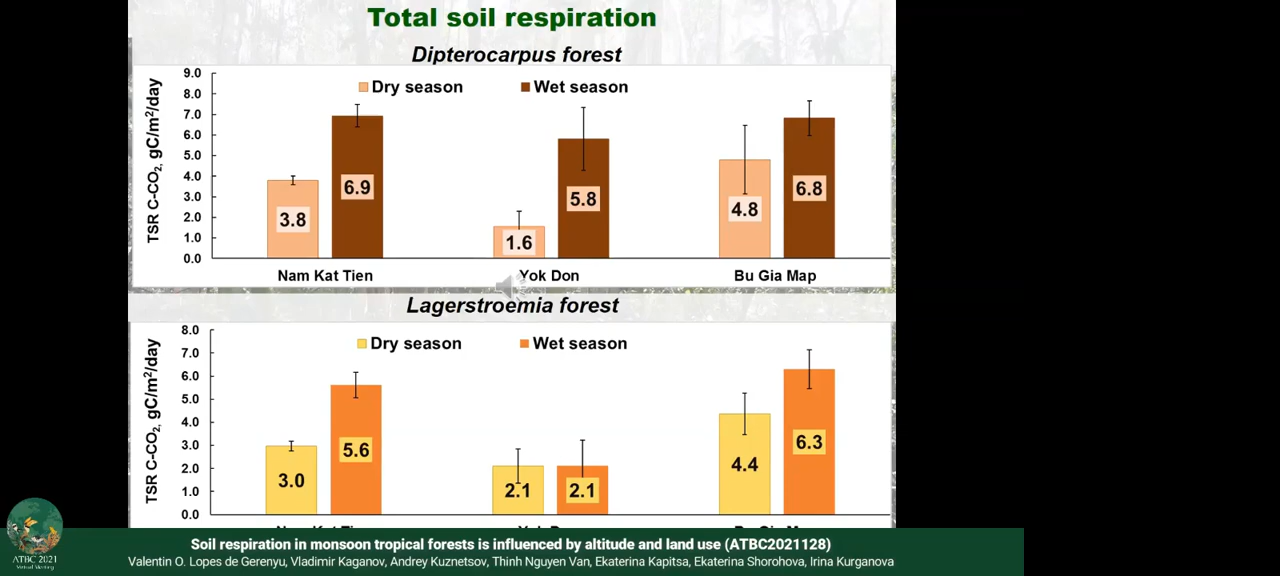 Total soil respiration
Dipterocarpus forest
TSR C-CO2, gC/m²/day
9.0
8.0
7.0
6.0
5.0
4.0
3.0
2.0
1.0
0.0
Dry season
Wet season
3.8
6.9
1.6
5.8
4.8
6.8
Nam Kat Tien
Yok Don
Bu Gia Map
Lagerstroemia forest
TSR C-CO2, gC/m²/day
8.0
7.0
6.0
5.0
4.0
3.0
2.0
1.0
0.0
Dry season
Wet season
3.0
5.6
2.1
2.1
4.4
6.3
ATBC 2021
Virtual Meeting
Soil respiration in monsoon tropical forests is influenced by altitude and land use (ATBC2021128)
Valentin O. Lopes de Gerenyu, Vladimir Kaganov, Andrey Kuznetsov, Thinh Nguyen Van, Ekaterina Kapitsa, Ekaterina Shorohova, Irina Kurganova